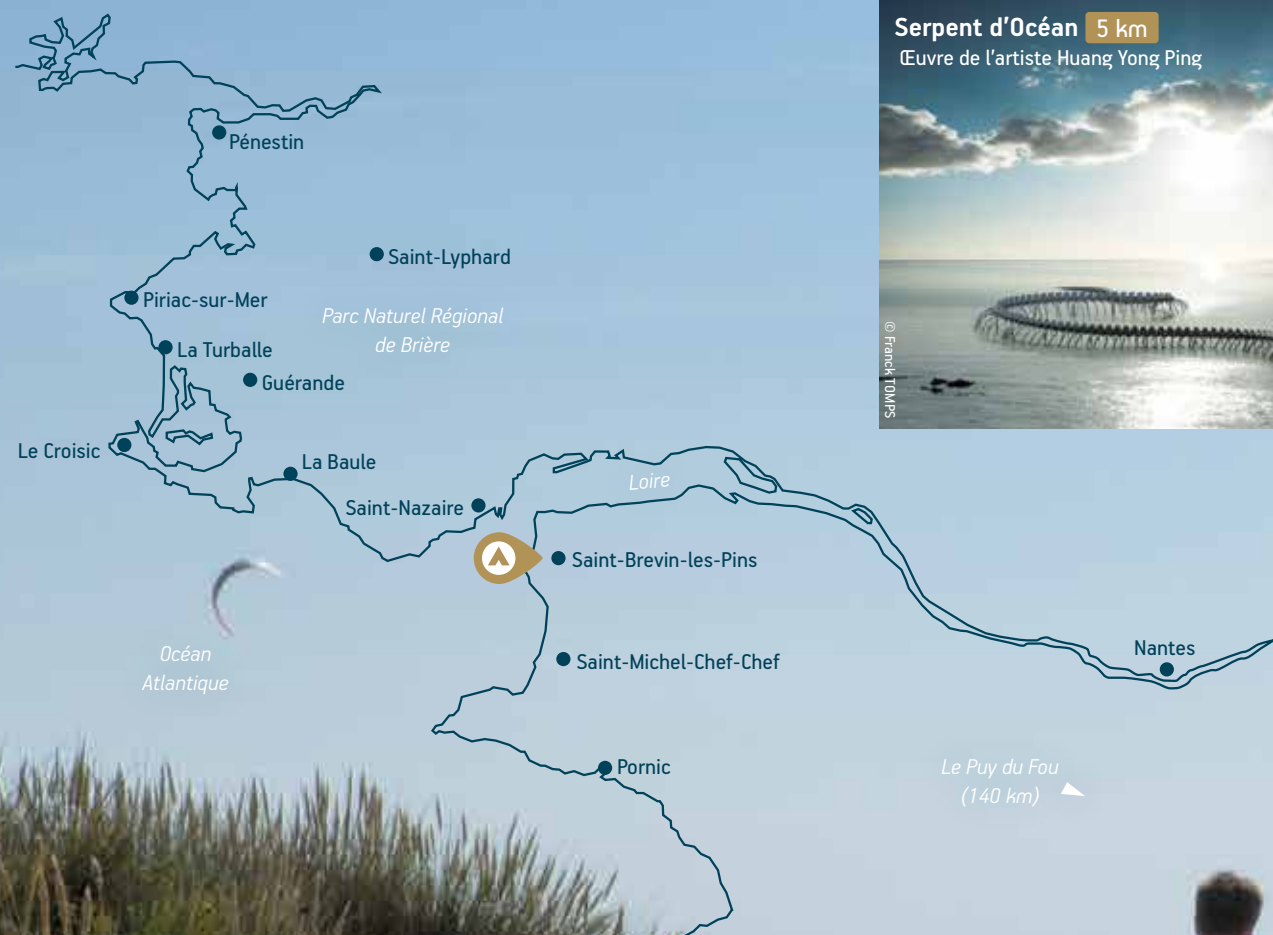 Serpent d'Océan 5 km
Œuvre de l'artiste Huang Yong Ping
© Franck TOMPS
Pénestin
Saint-Lyphard
Piriac-sur-Mer
Parc Naturel Régional
de Brière
La Turballe
Guérande
Le Croisic
La Baule
Saint-Nazaire
Loire
Saint-Brevin-les-Pins
Océan
Atlantique
Saint-Michel-Chef-Chef
Nantes
Pornic
Le Puy du Fou
(140 km)